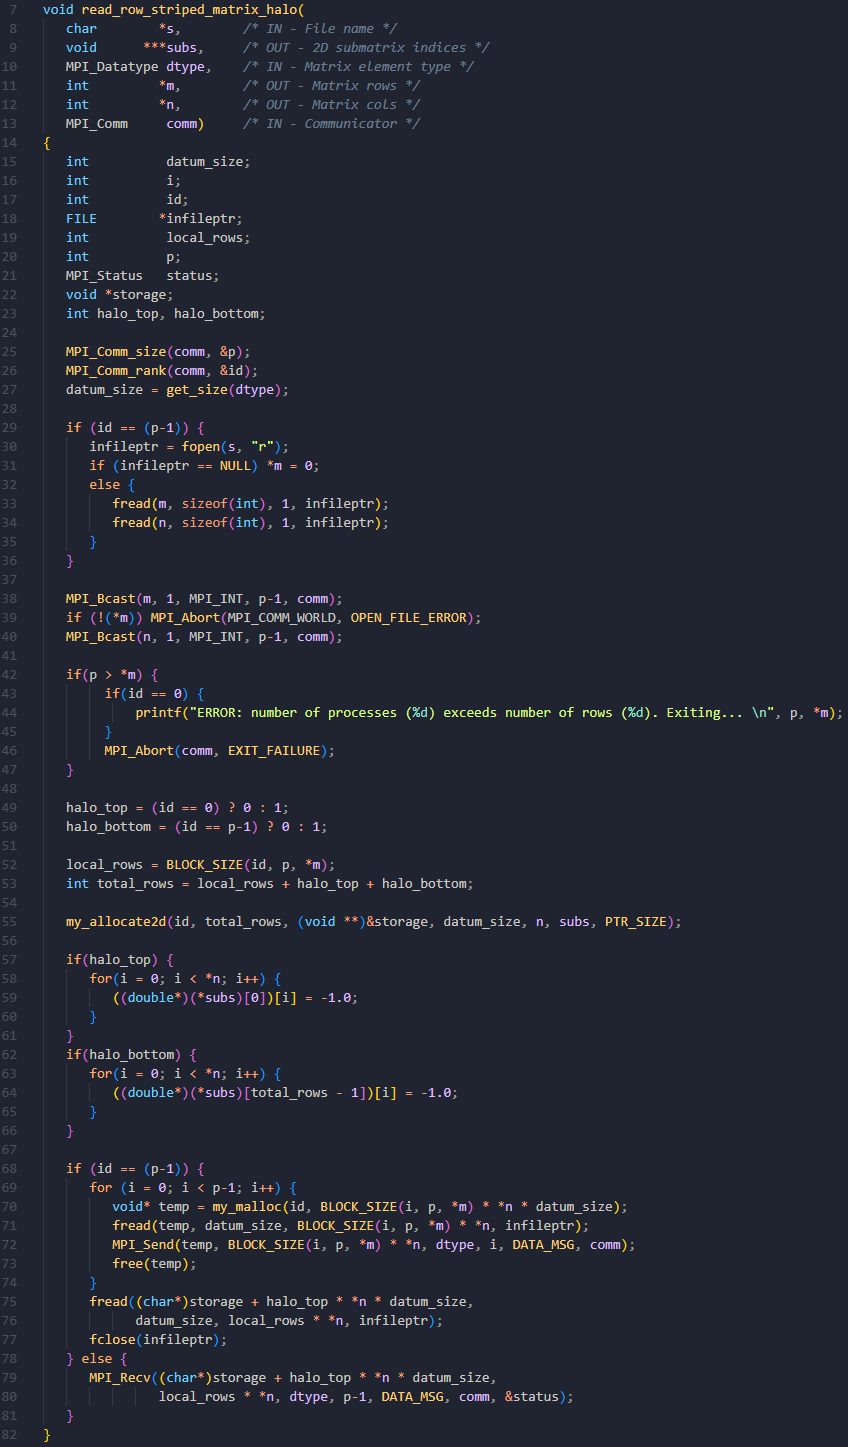 7 void read_row_striped_matrix_halo(
8    char        *s,        /* IN - File name */
9    void      ***subs,     /* OUT - 2D submatrix indices */
10    MPI_Datatype dtype,    /* IN - Matrix element type */
11    int         *m,        /* OUT - Matrix rows */
12    int         *n,        /* OUT - Matrix cols */
13    MPI_Comm     comm)     /* IN - Communicator */
14 {
15    int          datum_size;
16    int          i;
17    int          id;
18    FILE        *infileptr;
19    int          local_rows;
20    int          p;
21    MPI_Status   status;
22    void *storage;
23    int halo_top, halo_bottom;
24
25    MPI_Comm_size(comm, &p);
26    MPI_Comm_rank(comm, &id);
27    datum_size = get_size(dtype);
28
29    if (id == (p-1)) {
30       infileptr = fopen(s, "r");
31       if (infileptr == NULL) *m = 0;
32       else {
33          fread(m, sizeof(int), 1, infileptr);
34          fread(n, sizeof(int), 1, infileptr);
35       }
36    }
37
38    MPI_Bcast(m, 1, MPI_INT, p-1, comm);
39    if (!(*m)) MPI_Abort(MPI_COMM_WORLD, OPEN_FILE_ERROR);
40    MPI_Bcast(n, 1, MPI_INT, p-1, comm);
41
42    if(p > *m) {
43         if(id == 0) {
44             printf("ERROR: number of processes (%d) exceeds number of rows (%d). Exiting... \n", p, *m);
45         }
46         MPI_Abort(comm, EXIT_FAILURE);
47    }
48
49    halo_top = (id == 0) ? 0 : 1;
50    halo_bottom = (id == p-1) ? 0 : 1;
51
52    local_rows = BLOCK_SIZE(id, p, *m);
53    int total_rows = local_rows + halo_top + halo_bottom;
54
55    my_allocate2d(id, total_rows, (void **)&storage, datum_size, n, subs, PTR_SIZE);
56
57    if(halo_top) {
58       for(i = 0; i < *n; i++) {
59          ((double*)(*subs)[0])[i] = -1.0;
60       }
61    }
62    if(halo_bottom) {
63       for(i = 0; i < *n; i++) {
64          ((double*)(*subs)[total_rows - 1])[i] = -1.0;
65       }
66    }
67
68    if (id == (p-1)) {
69       for (i = 0; i < p-1; i++) {
70          void* temp = my_malloc(id, BLOCK_SIZE(i, p, *m) * *n * datum_size);
71          fread(temp, datum_size, BLOCK_SIZE(i, p, *m) * *n, infileptr);
72          MPI_Send(temp, BLOCK_SIZE(i, p, *m) * *n, dtype, i, DATA_MSG, comm);
73          free(temp);
74       }
75       fread((char*)storage + halo_top * *n * datum_size,
76             datum_size, local_rows * *n, infileptr);
77       fclose(infileptr);
78    } else {
79       MPI_Recv((char*)storage + halo_top * *n * datum_size,
80                local_rows * *n, dtype, p-1, DATA_MSG, comm, &status);
81    }
82 }